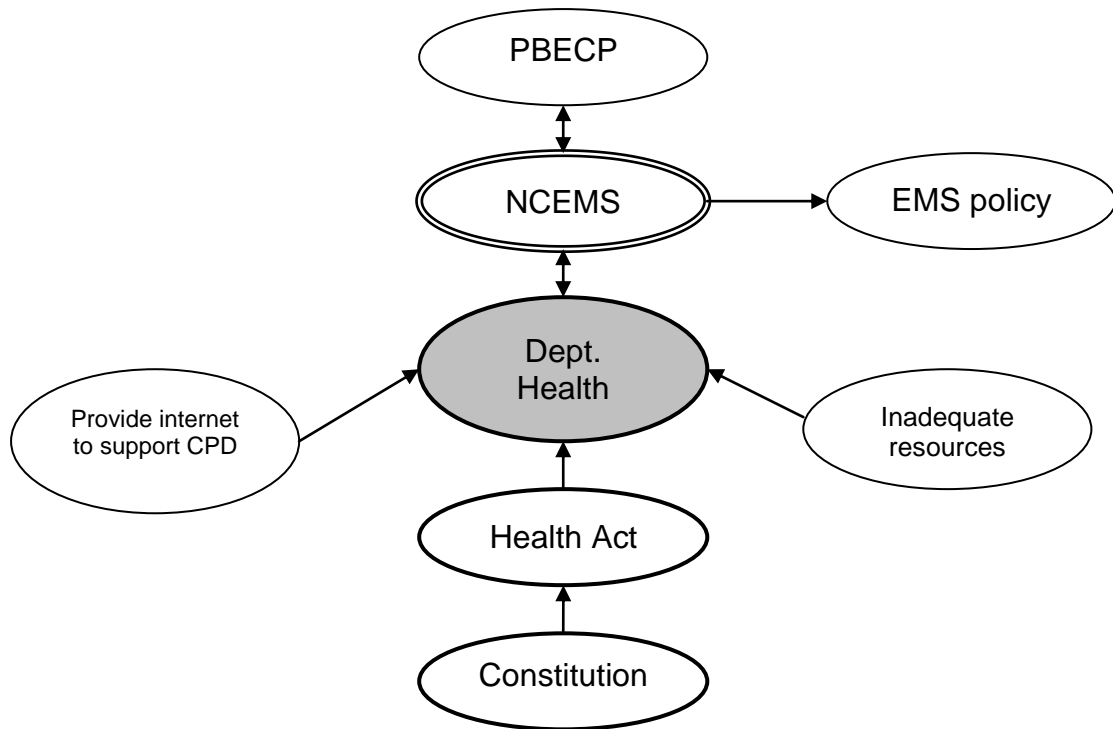 PBECP
NCEMS
EMS policy
Dept.
Health
Provide internet
to support CPD
Inadequate
resources
Health Act
Constitution